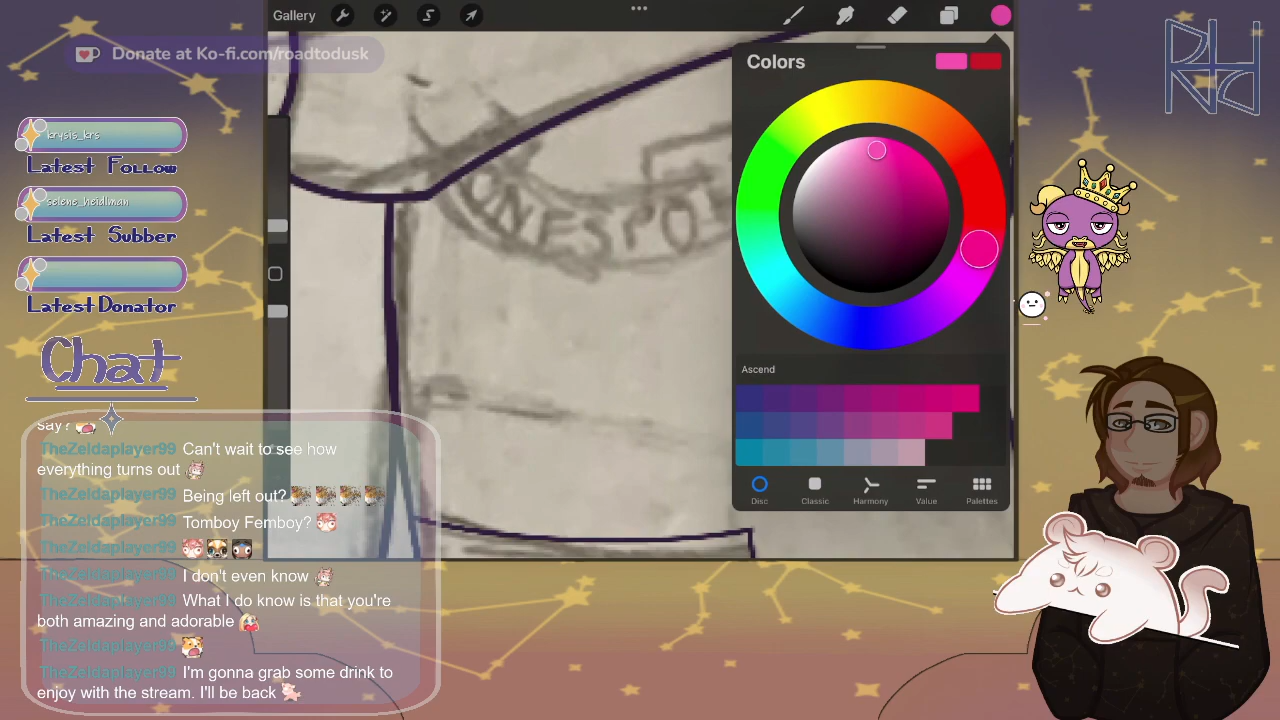 Gallery
Donate at Ko-fi.com/roadtodusk
krysis_krs
Latest Follow
selene_heidlman
Latest Subber
Latest Donator
Chat
say?
TheZeldaplayer99 Can't wait to see how
everything turns out
TheZeldaplayer99 Being left out?
TheZeldaplayer99 Tomboy Femboy?
TheZeldaplayer99
TheZeldaplayer99 I don't even know
TheZeldaplayer99 What I do know is that you're
both amazing and adorable
TheZeldaplayer99
TheZeldaplayer99 I'm gonna grab some drink to
enjoy with the stream. I'll be back
ONESPOT
Colors
Ascend
Disc
Classic
Harmony
Value
Palettes